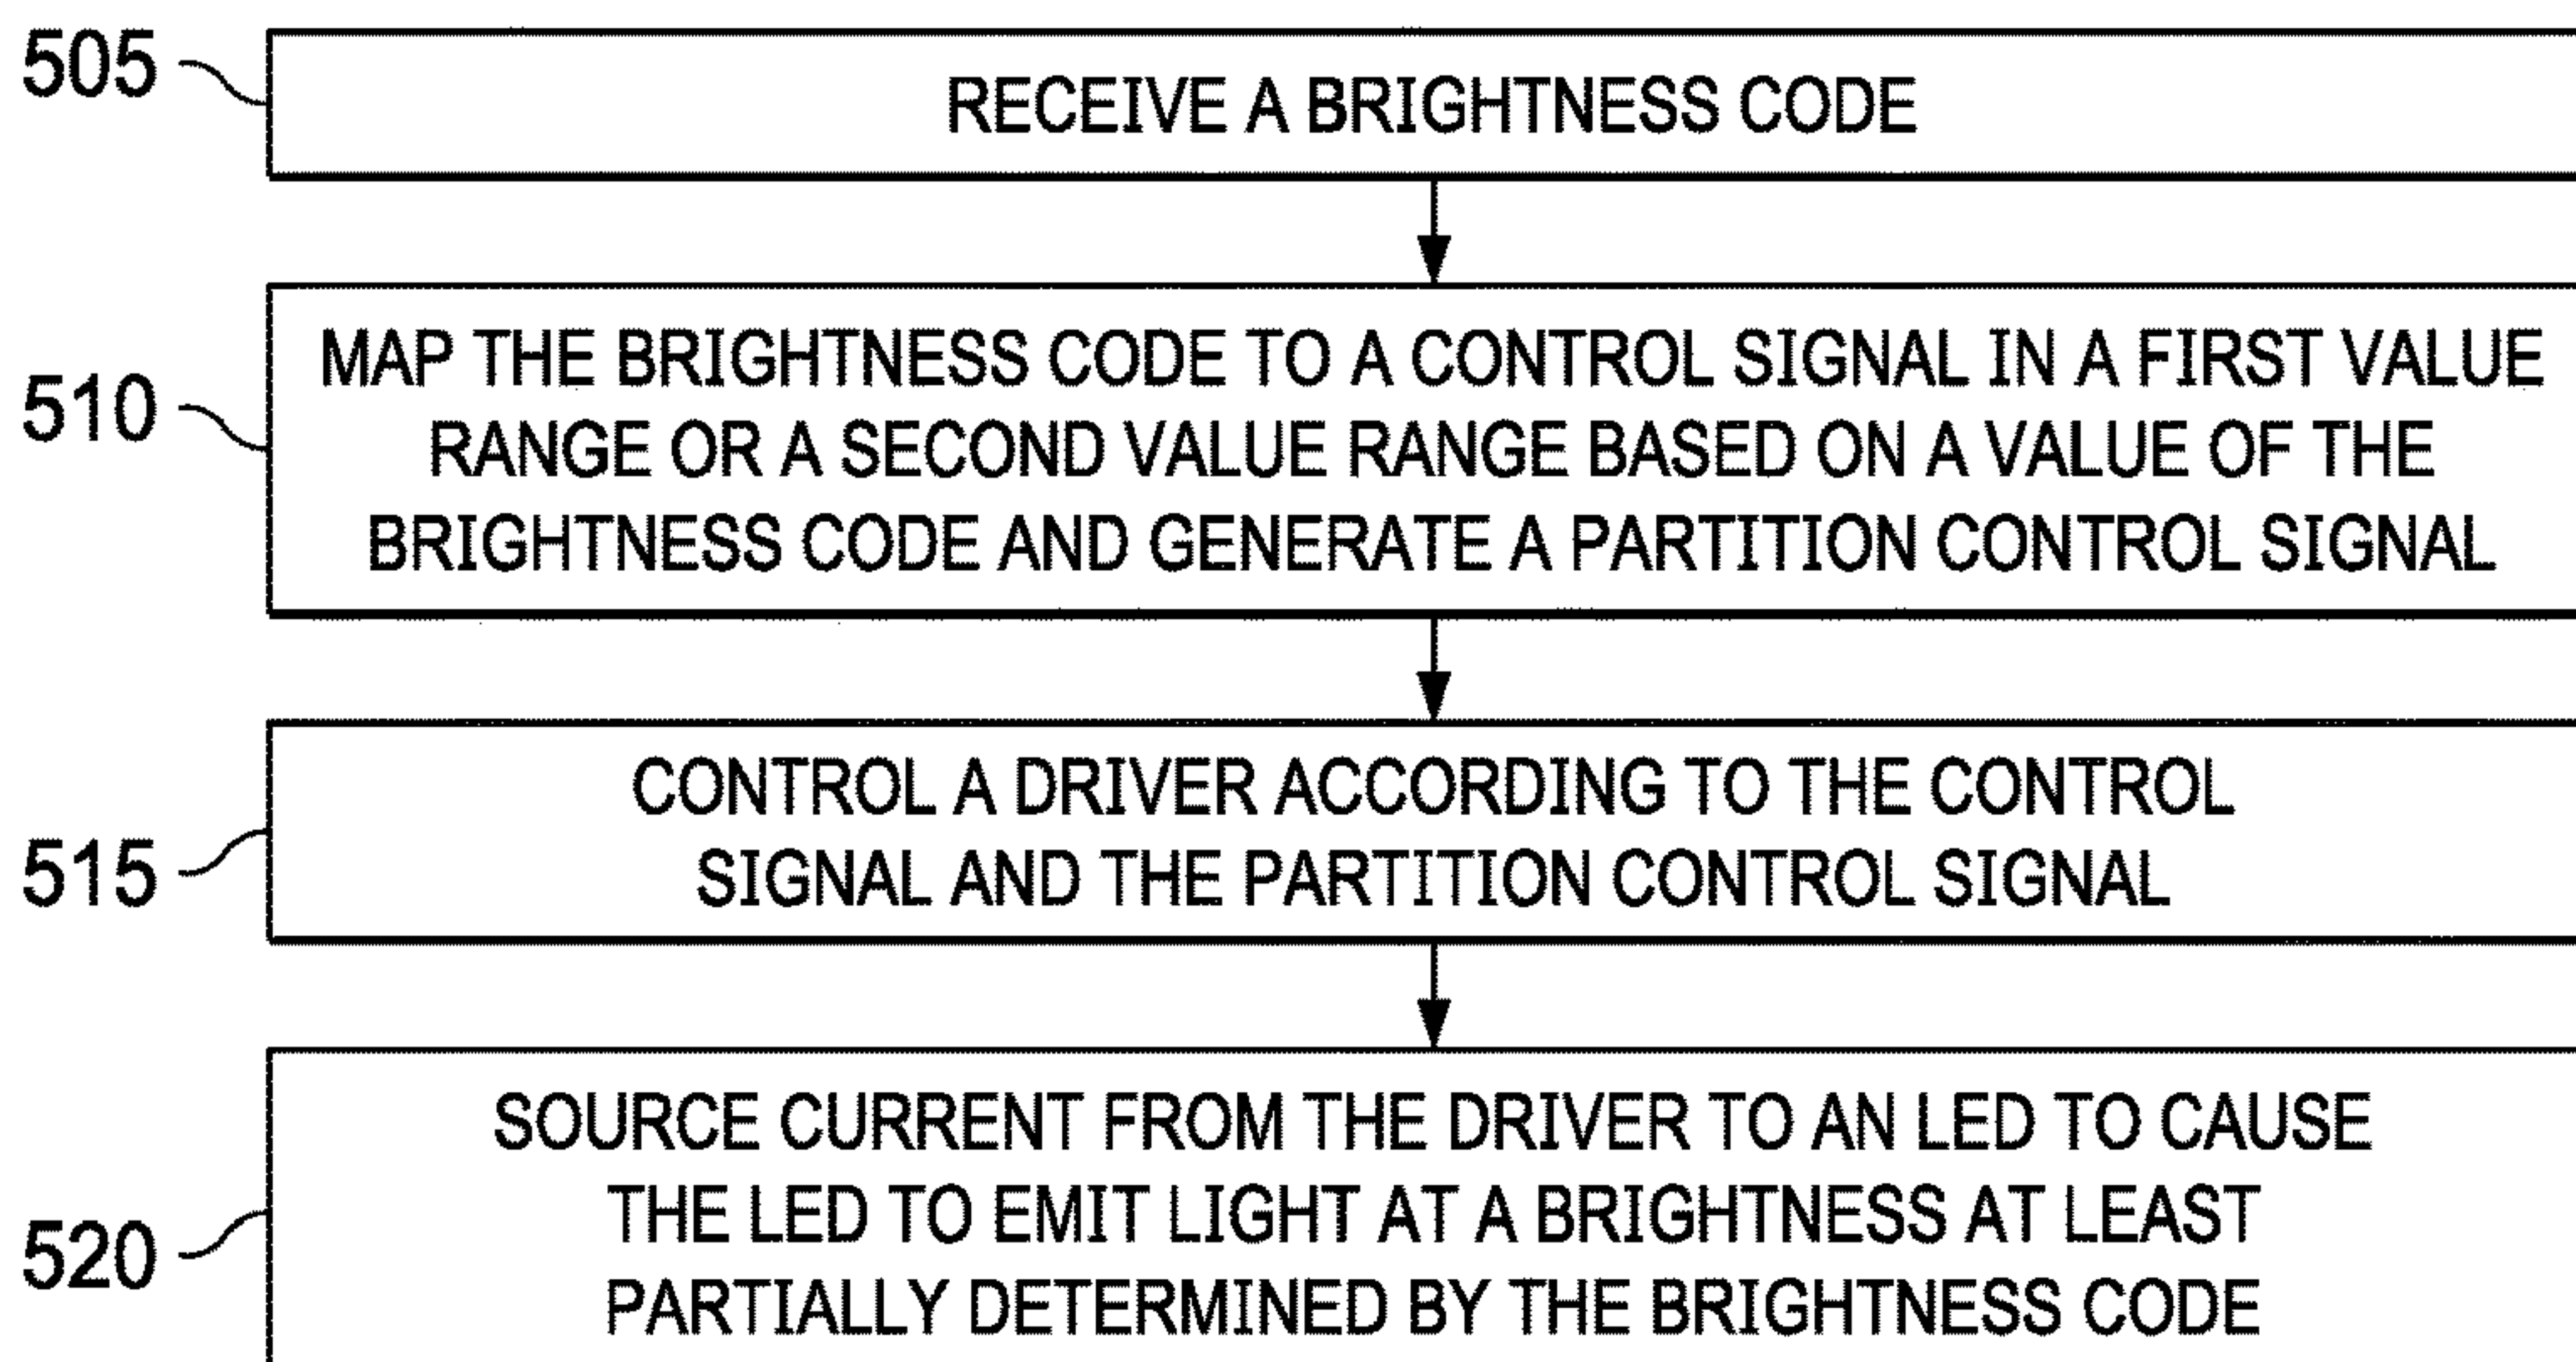 505
RECEIVE A BRIGHTNESS CODE
510
MAP THE BRIGHTNESS CODE TO A CONTROL SIGNAL IN A FIRST VALUE
RANGE OR A SECOND VALUE RANGE BASED ON A VALUE OF THE
BRIGHTNESS CODE AND GENERATE A PARTITION CONTROL SIGNAL
515
CONTROL A DRIVER ACCORDING TO THE CONTROL
SIGNAL AND THE PARTITION CONTROL SIGNAL
520
SOURCE CURRENT FROM THE DRIVER TO AN LED TO CAUSE
THE LED TO EMIT LIGHT AT A BRIGHTNESS AT LEAST
PARTIALLY DETERMINED BY THE BRIGHTNESS CODE